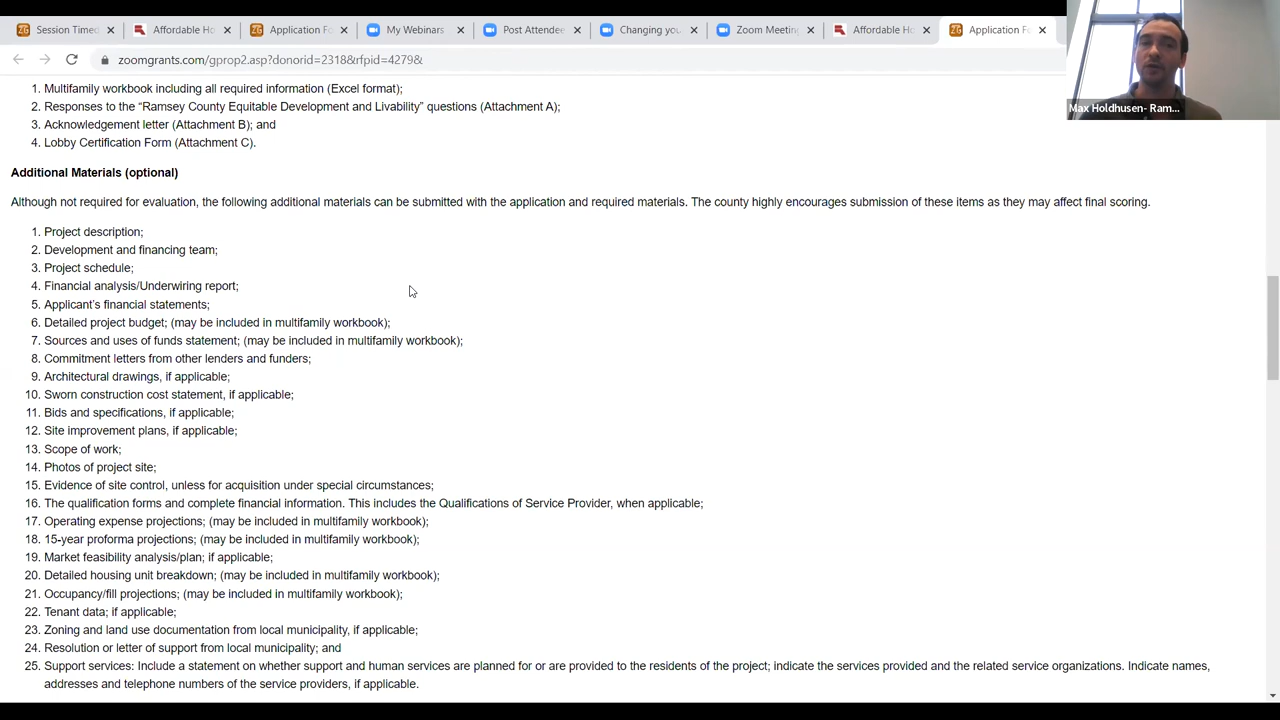 Session Timed
Affordable Ho
Application Fo
My Webinar
Post Attendee
Changing you
Zoom Meeting
Affordable Ho
Application Fo
zoomgrants.com/gprop2.asp?donorid=2318&rfpid=4279&
Max Holdhusen- Ram...
1. Multifamily workbook including all required information (Excel format);
2. Responses to the “Ramsey County Equitable Development and Livability” questions (Attachment A);
3. Acknowledgement letter (Attachment B); and
4. Lobby Certification Form (Attachment C).
Additional Materials (optional)
Although not required for evaluation, the following additional materials can be submitted with the application and required materials. The county highly encourages submission of these items as they may affect final scoring.
1. Project description;
2. Development and financing team;
3. Project schedule;
4. Financial analysis/Underwiring report;
5. Applicant's financial statements;
6. Detailed project budget; (may be included in multifamily workbook);
7. Sources and uses of funds statement; (may be included in multifamily workbook);
8. Commitment letters from other lenders and funders;
9. Architectural drawings, if applicable;
10. Sworn construction cost statement, if applicable;
11. Bids and specifications, if applicable;
12. Site improvement plans, if applicable;
13. Scope of work;
14. Photos of project site;
15. Evidence of site control, unless for acquisition under special circumstances;
16. The qualification forms and complete financial information. This includes the Qualifications of Service Provider, when applicable;
17. Operating expense projections; (may be included in multifamily workbook);
18. 15-year proforma projections; (may be included in multifamily workbook);
19. Market feasibility analysis/plan; if applicable;
20. Detailed housing unit breakdown; (may be included in multifamily workbook);
21. Occupancy/fill projections; (may be included in multifamily workbook);
22. Tenant data; if applicable;
23. Zoning and land use documentation from local municipality, if applicable;
24. Resolution or letter of support from local municipality; and
25. Support services: Include a statement on whether support and human services are planned for or are provided to the residents of the project; indicate the services provided and the related service organizations. Indicate names,
addresses and telephone numbers of the service providers, if applicable.